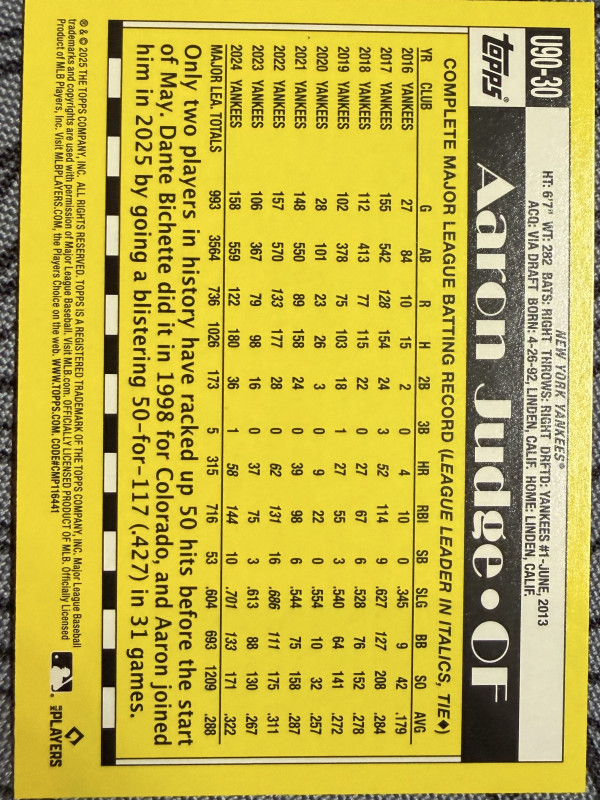 U90-30
topps®
NEW YORK YANKEES®
HT: 6'7" WT: 282 BATS: RIGHT THROWS: RIGHT DRFTD: YANKEES #1-JUNE, 2013
ACQ: VIA DRAFT BORN: 4-26-92, LINDEN, CALIF. HOME: LINDEN, CALIF.
Aaron Judge•OF
COMPLETE MAJOR LEAGUE BATTING RECORD (LEAGUE LEADER IN ITALICS, TIE♦)
YR CLUB G AB R H 2B 3B HR RBI SB SLG BB SO AVG
2016 YANKEES 27 84 10 15 2 0 4 10 0 .345 9 42 .179
2017 YANKEES 155 542 128 154 24 3 52 114 9 .627 127 208 .284
2018 YANKEES 112 413 77 115 22 0 27 67 6 .528 76 152 .278
2019 YANKEES 102 378 75 103 18 1 27 55 3 .540 64 141 .272
2020 YANKEES 28 101 23 26 3 0 9 22 0 .554 10 32 .257
2021 YANKEES 148 550 89 158 24 0 39 98 6 .544 75 158 .287
2022 YANKEES 157 570 133 177 28 0 62 131 16 .686 111 175 .311
2023 YANKEES 106 367 79 98 16 0 37 75 3 .613 88 130 .267
2024 YANKEES 158 559 122 180 36 1 58 144 10 .701 133 171 .322
MAJOR LEA. TOTALS 993 3564 736 1026 173 5 315 716 53 .604 693 1209 .288
Only two players in history have racked up 50 hits before the start
of May. Dante Bichette did it in 1998 for Colorado, and Aaron joined
him in 2025 by going a blistering 50-for-117 (.427) in 31 games.
® & © 2025 THE TOPPS COMPANY, INC. ALL RIGHTS RESERVED. TOPPS IS A REGISTERED TRADEMARK OF THE TOPPS COMPANY, INC. Major League Baseball
trademarks and copyrights are used with permission of Major League Baseball. Visit MLB.com. OFFICIALLY LICENSED PRODUCT OF MLB. Officially Licensed
Product of MLB Players, Inc. Visit MLBPLAYERS.COM, the Players Choice on the web. WWW.TOPPS.COM. CODE#CMP116441
MLB PLAYERS